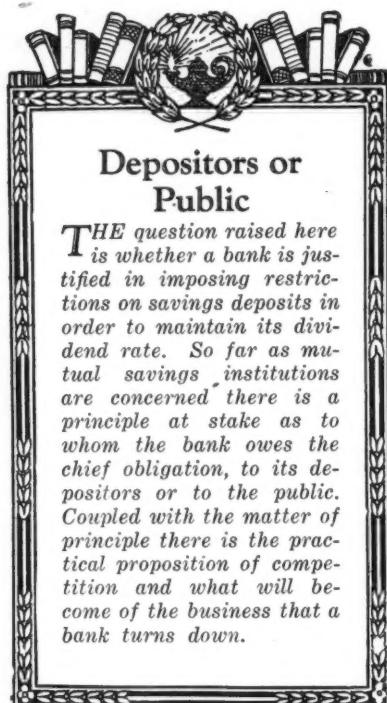 Depositors or
Public
THE question raised here
is whether a bank is jus-
tified in imposing restric-
tions on savings deposits in
order to maintain its divi-
dend rate. So far as mu-
tual savings institutions
are concerned there is a
principle at stake as to
whom the bank owes the
chief obligation, to its de-
positors or to the public.
Coupled with the matter of
principle there is the prac-
tical proposition of compe-
tition and what will be-
come of the business that a
bank turns down.